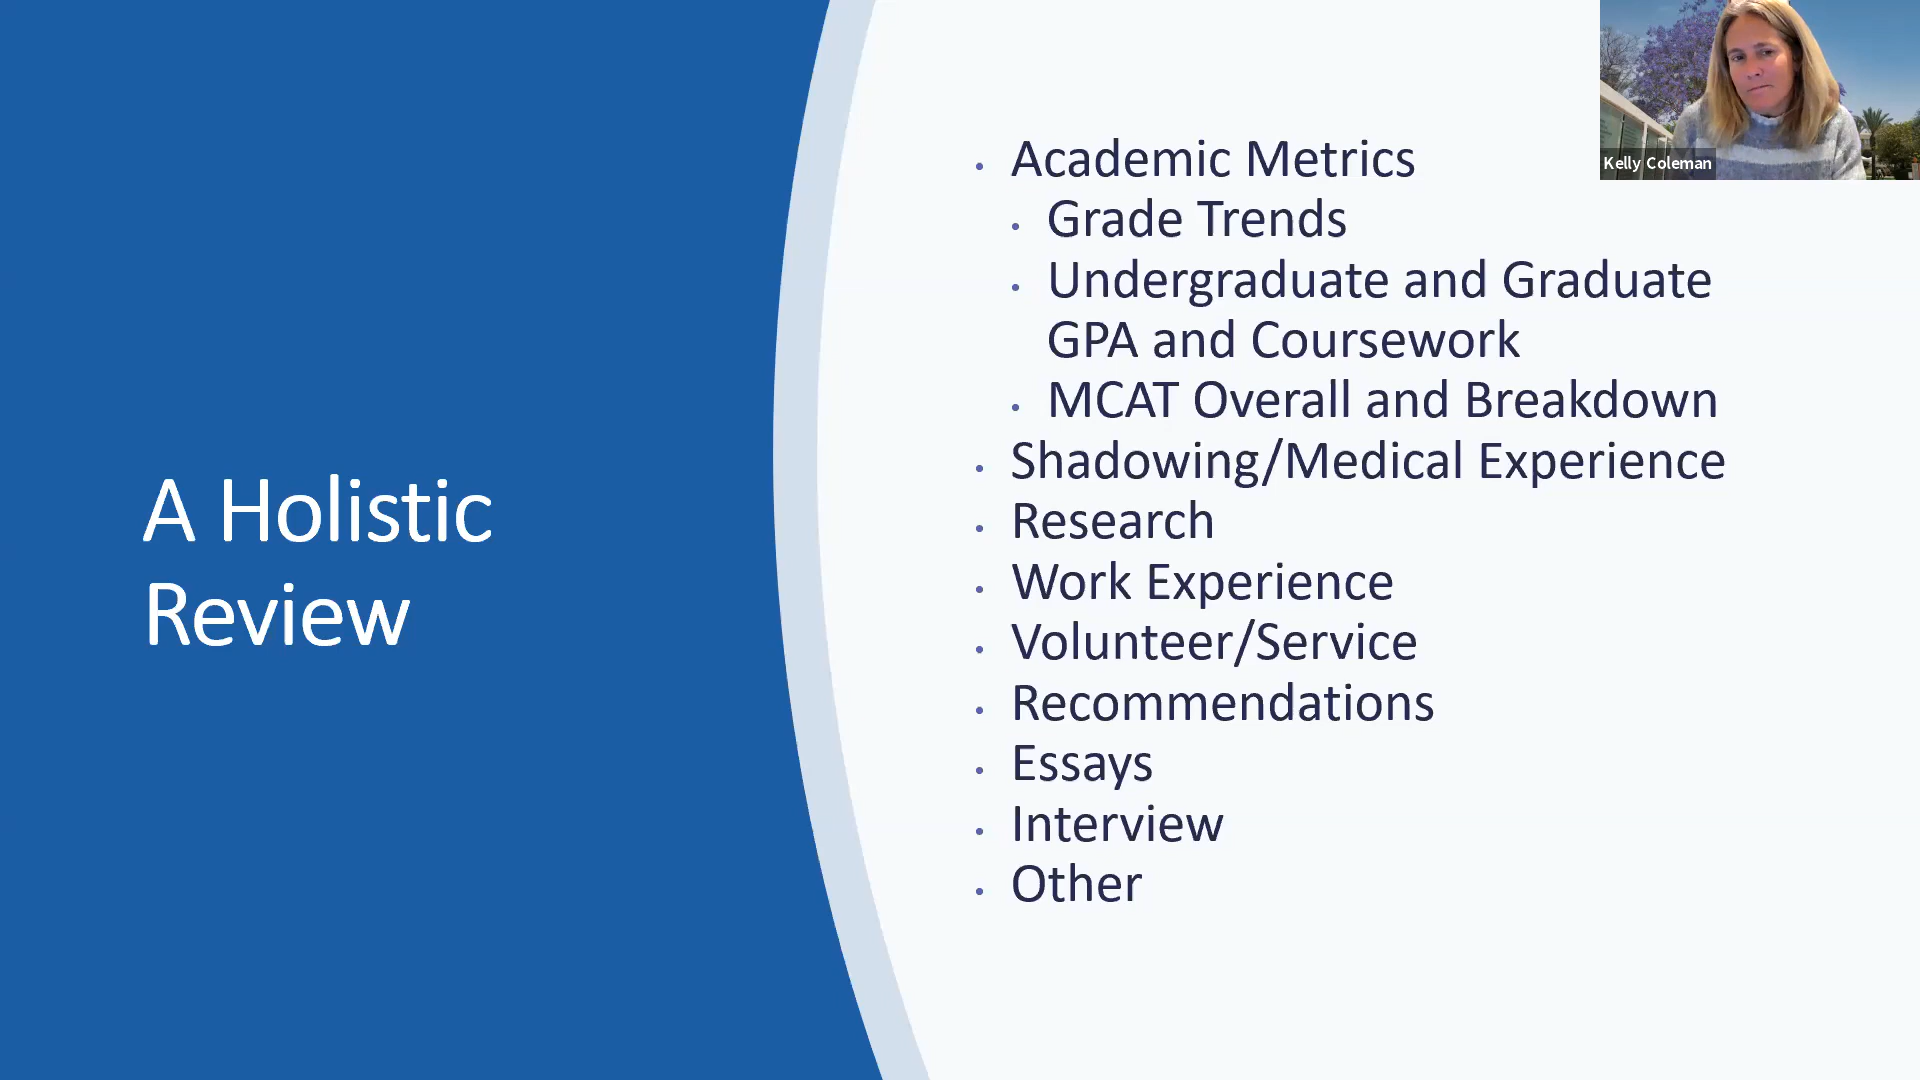 A Holistic
Review
• Academic Metrics
• Grade Trends
• Undergraduate and Graduate
GPA and Coursework
• MCAT Overall and Breakdown
• Shadowing/Medical Experience
• Research
• Work Experience
• Volunteer/Service
• Recommendations
• Essays
• Interview
• Other
Kelly Coleman